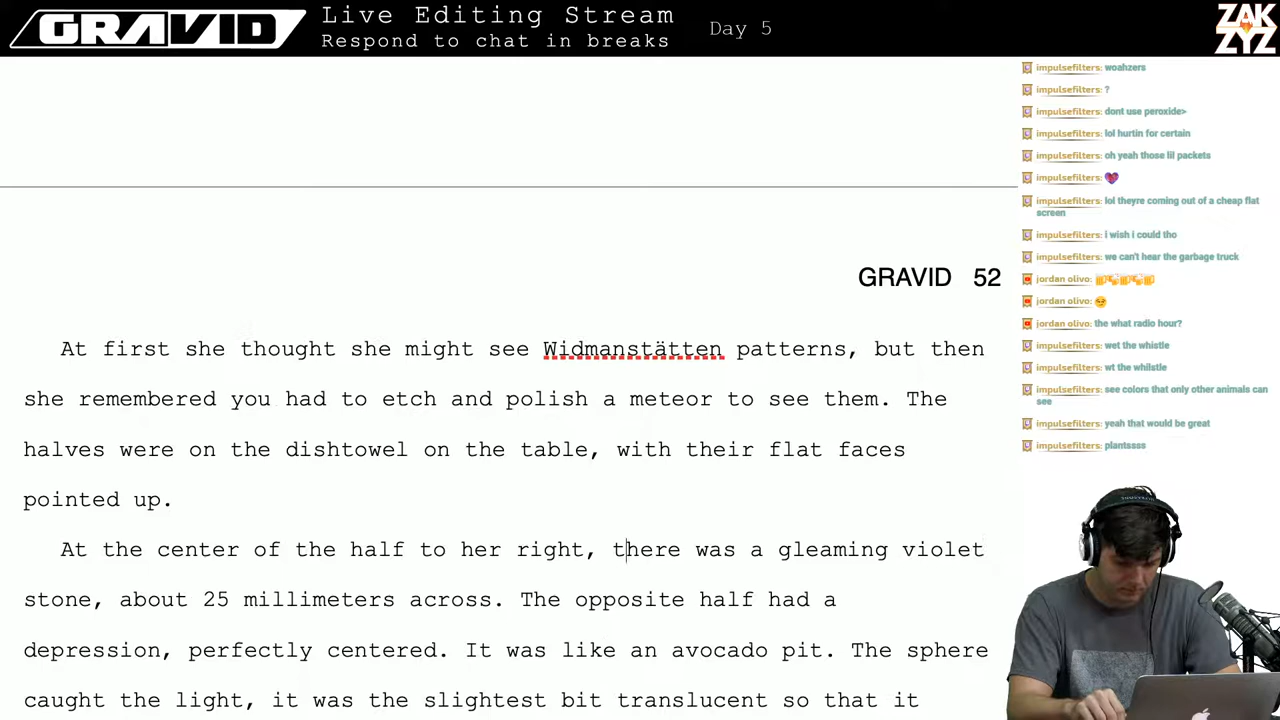 GRAVID
Live Editing Stream
Respond to chat in breaks
Day 5
ZAK
ZYZ
impulsefilters: woahzers
impulsefilters: ?
impulsefilters: dont use peroxide>
impulsefilters: lol hurtin for certain
impulsefilters: oh yeah those lil packets
impulsefilters:
impulsefilters: lol theyre coming out of a cheap flat
screen
impulsefilters: i wish i could tho
impulsefilters: we can't hear the garbage truck
jordan olivo:
jordan olivo:
jordan olivo: the what radio hour?
impulsefilters: wet the whistle
impulsefilters: wt the whilstle
impulsefilters: see colors that only other animals can
see
impulsefilters: yeah that would be great
impulsefilters: plantssss
GRAVID 52
At first she thought she might see Widmanstätten patterns, but then
she remembered you had to etch and polish a meteor to see them. The
halves were on the dishtowel on the table, with their flat faces
pointed up.
At the center of the half to her right, there was a gleaming violet
stone, about 25 millimeters across. The opposite half had a
depression, perfectly centered. It was like an avocado pit. The sphere
caught the light, it was the slightest bit translucent so that it